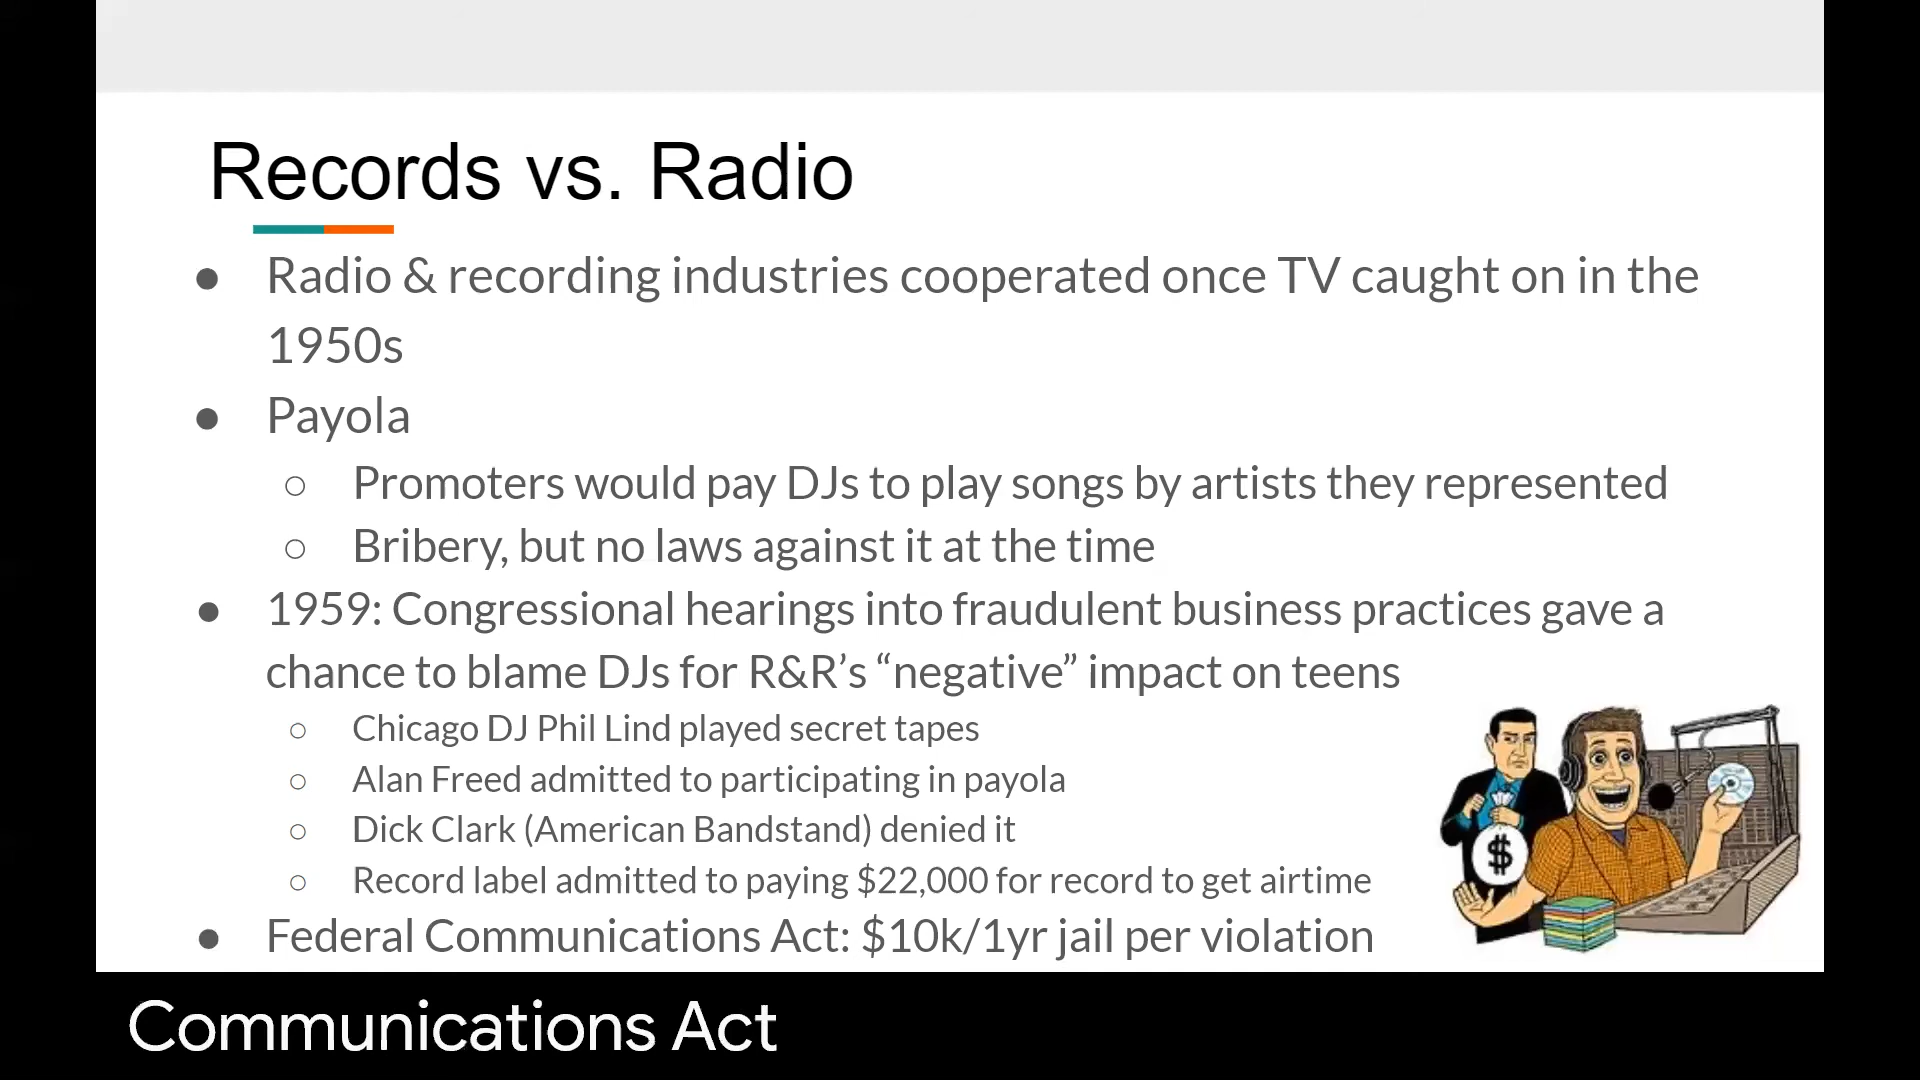 Records vs. Radio
● Radio & recording industries cooperated once TV caught on in the
1950s
● Payola
○ Promoters would pay DJs to play songs by artists they represented
○ Bribery, but no laws against it at the time
● 1959: Congressional hearings into fraudulent business practices gave a
chance to blame DJs for R&R’s “negative” impact on teens
○ Chicago DJ Phil Lind played secret tapes
○ Alan Freed admitted to participating in payola
○ Dick Clark (American Bandstand) denied it
○ Record label admitted to paying $22,000 for record to get airtime
$
● Federal Communications Act: $10k/1yr jail per violation
Communications Act